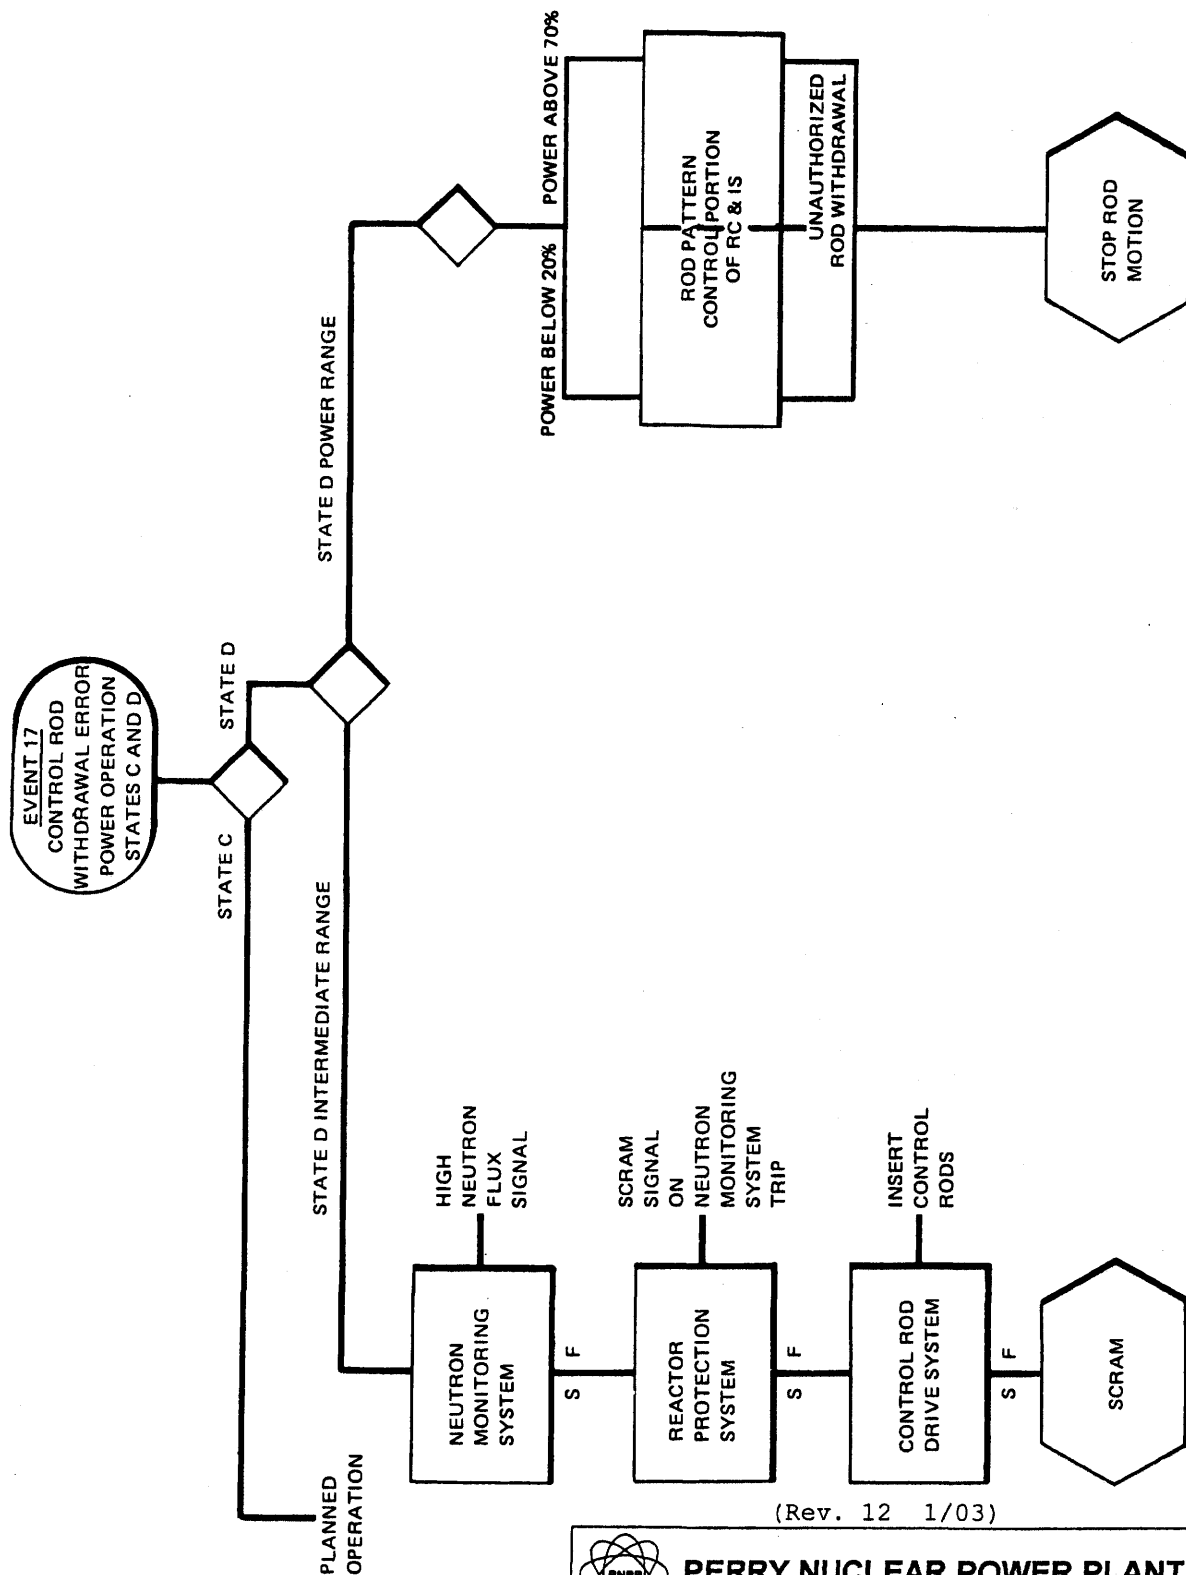 EVENT 17
CONTROL ROD
WITHDRAWAL ERROR
POWER OPERATION
STATES C AND D
STATE C
STATE D
PLANNED
OPERATION
STATE D INTERMEDIATE RANGE
STATE D POWER RANGE
NEUTRON
MONITORING
SYSTEM
HIGH
NEUTRON
FLUX
SIGNAL
S F
REACTOR
PROTECTION
SYSTEM
SCRAM
SIGNAL
ON
NEUTRON
MONITORING
SYSTEM
TRIP
S F
CONTROL ROD
DRIVE SYSTEM
INSERT
CONTROL
RODS
S F
SCRAM
POWER BELOW 20%
POWER ABOVE 70%
ROD PATTERN
CONTROL PORTION
OF RC & IS
UNAUTHORIZED
ROD WITHDRAWAL
STOP ROD
MOTION
(Rev. 12 1/03)
PERRY NUCLEAR POWER PLANT